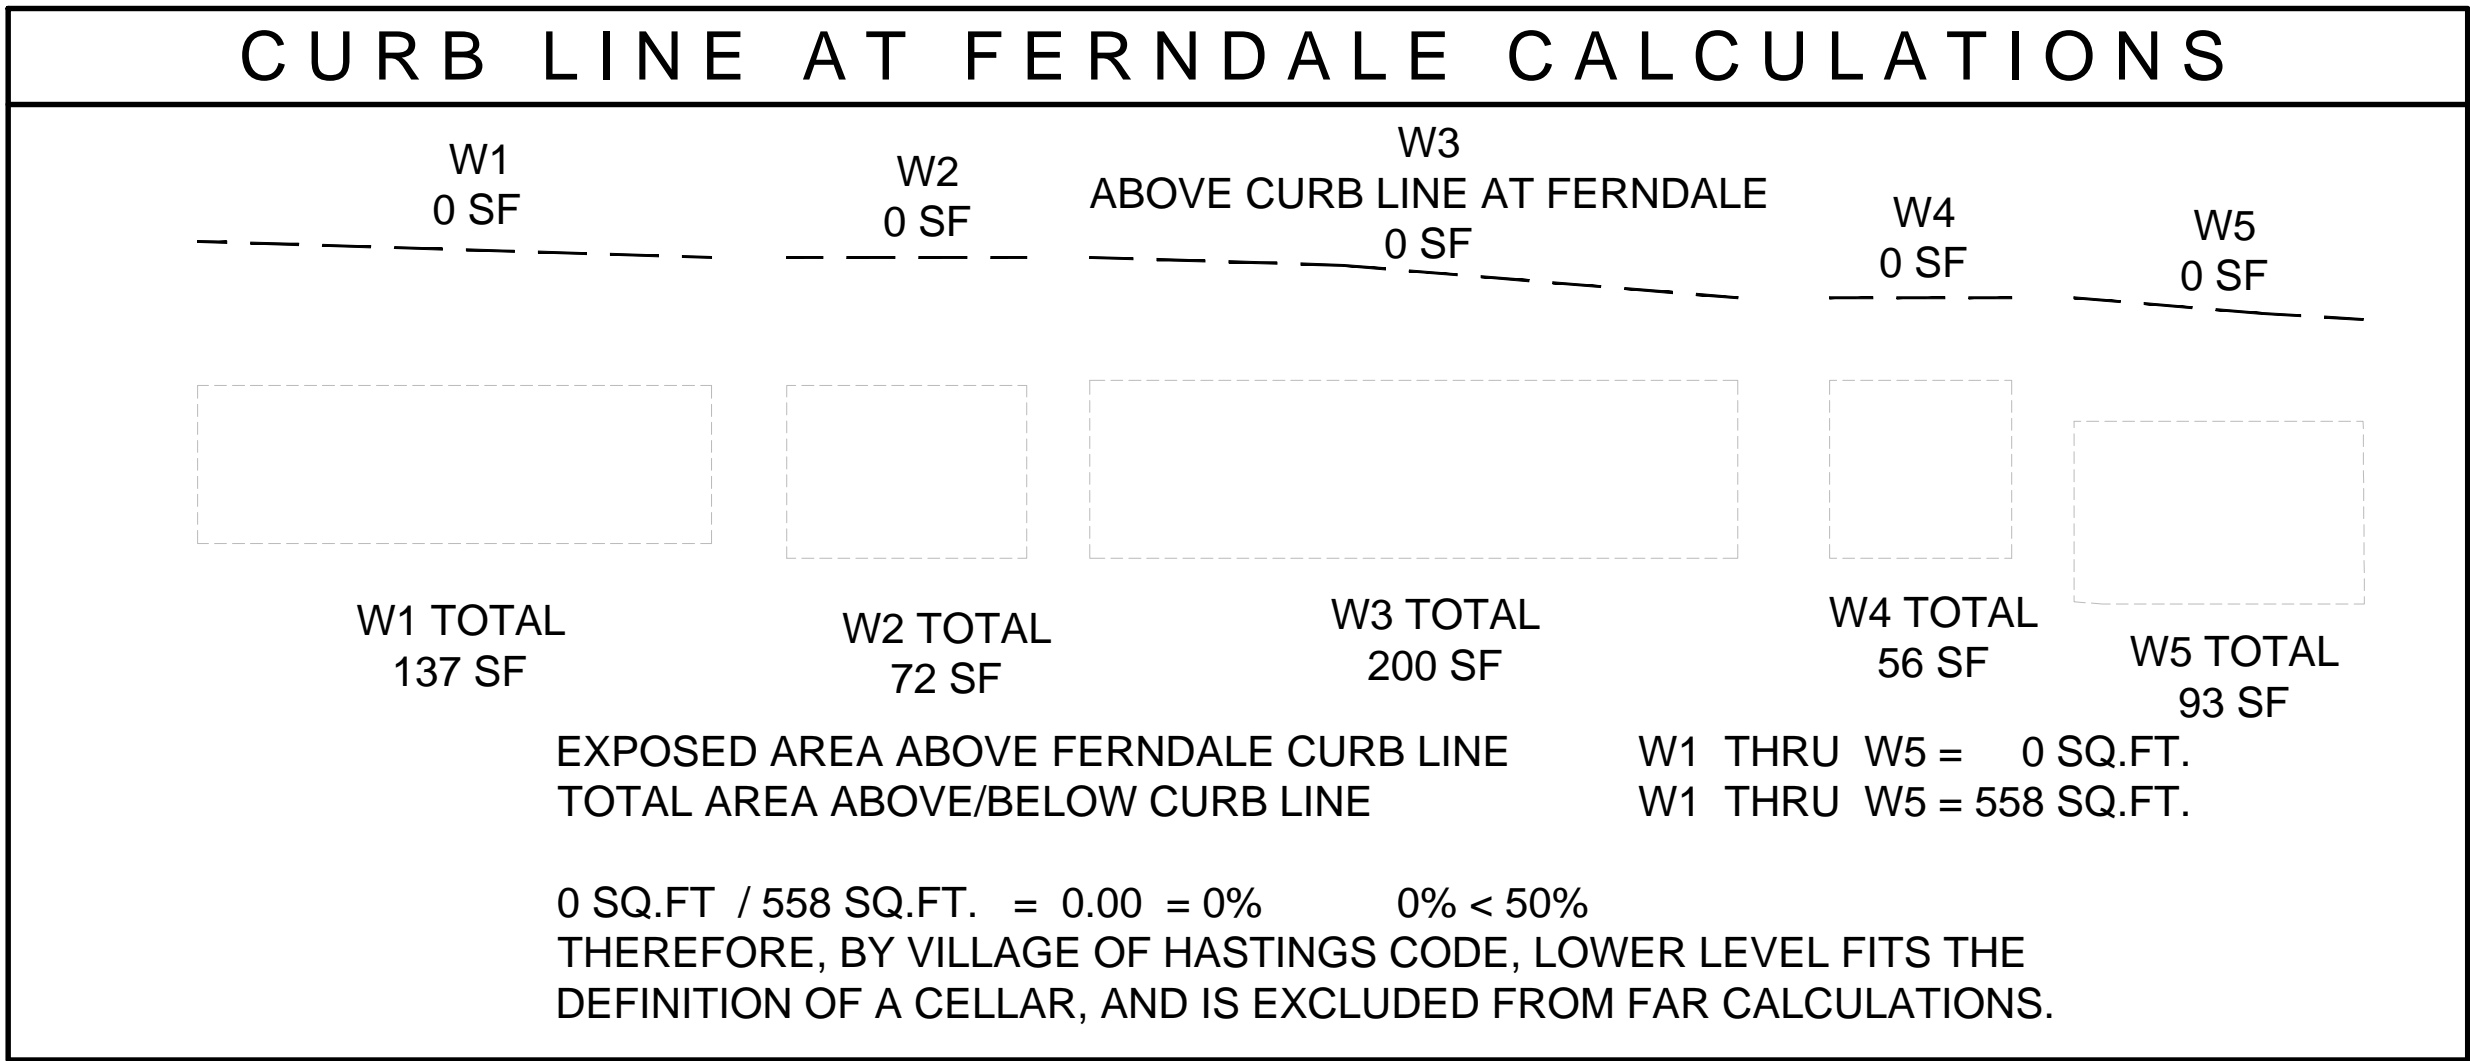 CURB LINE AT FERNDALE CALCULATIONS
W1
0 SF
W2
0 SF
W3
ABOVE CURB LINE AT FERNDALE
0 SF
W4
0 SF
W5
0 SF
W1 TOTAL
137 SF
W2 TOTAL
72 SF
W3 TOTAL
200 SF
W4 TOTAL
56 SF
W5 TOTAL
93 SF
EXPOSED AREA ABOVE FERNDALE CURB LINE W1 THRU W5 = 0 SQ.FT.
TOTAL AREA ABOVE/BELOW CURB LINE W1 THRU W5 = 558 SQ.FT.
0 SQ.FT / 558 SQ.FT. = 0.00 = 0% 0% < 50%
THEREFORE, BY VILLAGE OF HASTINGS CODE, LOWER LEVEL FITS THE
DEFINITION OF A CELLAR, AND IS EXCLUDED FROM FAR CALCULATIONS.